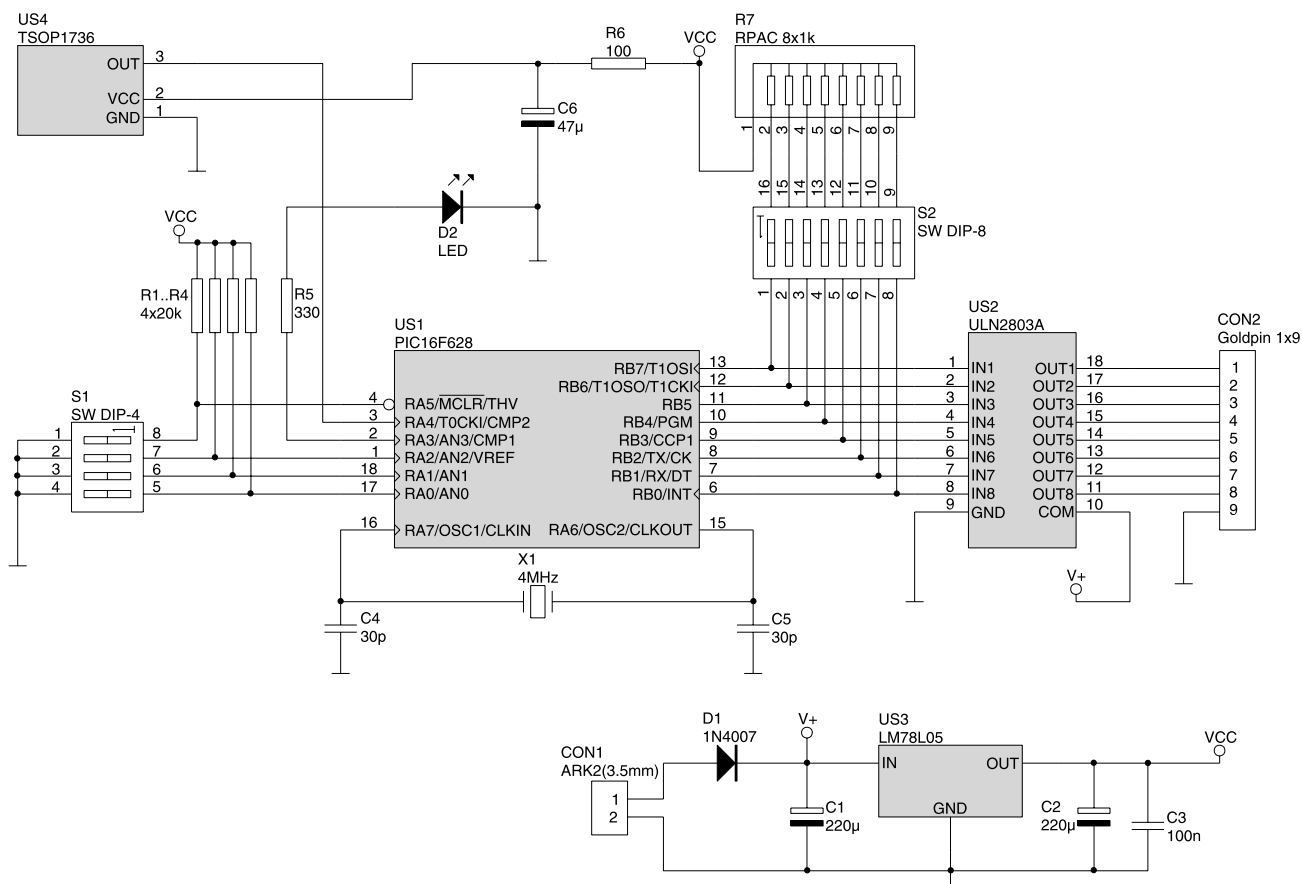 US4
TSOP1736
OUT 3
VCC 2
GND 1
R6
100
VCC
R7
RPAC 8x1k
1 2 3 4 5 6 7 8 9
C6
47µ
D2
LED
16 15 14 13 12 11 10 9
S2
SW DIP-8
1 2 3 4 5 6 7 8
VCC
R1..R4
4x20k
R5
330
S1
SW DIP-4
1 8
2 7
3 6
4 5
US1
PIC16F628
4 RA5/MCLR/THV
3 RA4/T0CKI/CMP2
2 RA3/AN3/CMP1
1 RA2/AN2/VREF
18 RA1/AN1
17 RA0/AN0
16 RA7/OSC1/CLKIN
RB7/T1OSI 13
RB6/T1OSO/T1CKI 12
RB5 11
RB4/PGM 10
RB3/CCP1 9
RB2/TX/CK 8
RB1/RX/DT 7
RB0/INT 6
RA6/OSC2/CLKOUT 15
X1
4MHz
C4
30p
C5
30p
US2
ULN2803A
1 IN1 OUT1 18
2 IN2 OUT2 17
3 IN3 OUT3 16
4 IN4 OUT4 15
5 IN5 OUT5 14
6 IN6 OUT6 13
7 IN7 OUT7 12
8 IN8 OUT8 11
9 GND COM 10
V+
CON2
Goldpin 1x9
1
2
3
4
5
6
7
8
9
CON1
ARK2(3.5mm)
1
2
D1
1N4007
V+
C1
220µ
US3
LM78L05
IN OUT
GND
C2
220µ
C3
100n
VCC